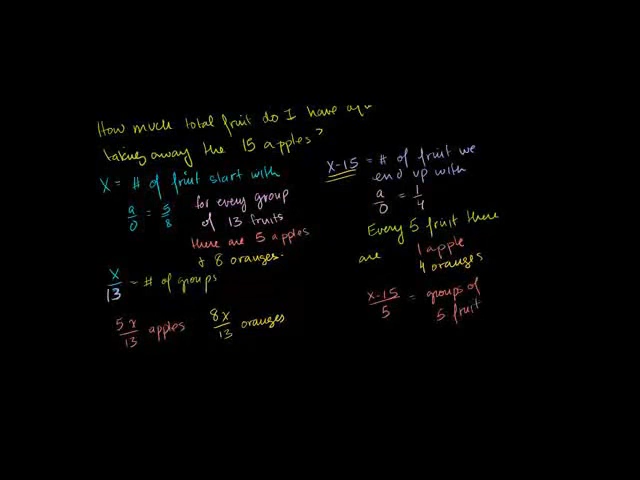 How much total fruit do I have
taking away the 15 apples?
X = # of fruit start with
a/o = 5/8
for every group
of 13 fruits
there are 5 apples
+ 8 oranges.
x/13 = # of groups
5x/13 apples
8x/13 oranges
x-15 = # of fruit we
end up with
a/o = 1/4
Every 5 fruit there
are 1 apple
4 oranges
x-15/5 = groups of
5 fruit